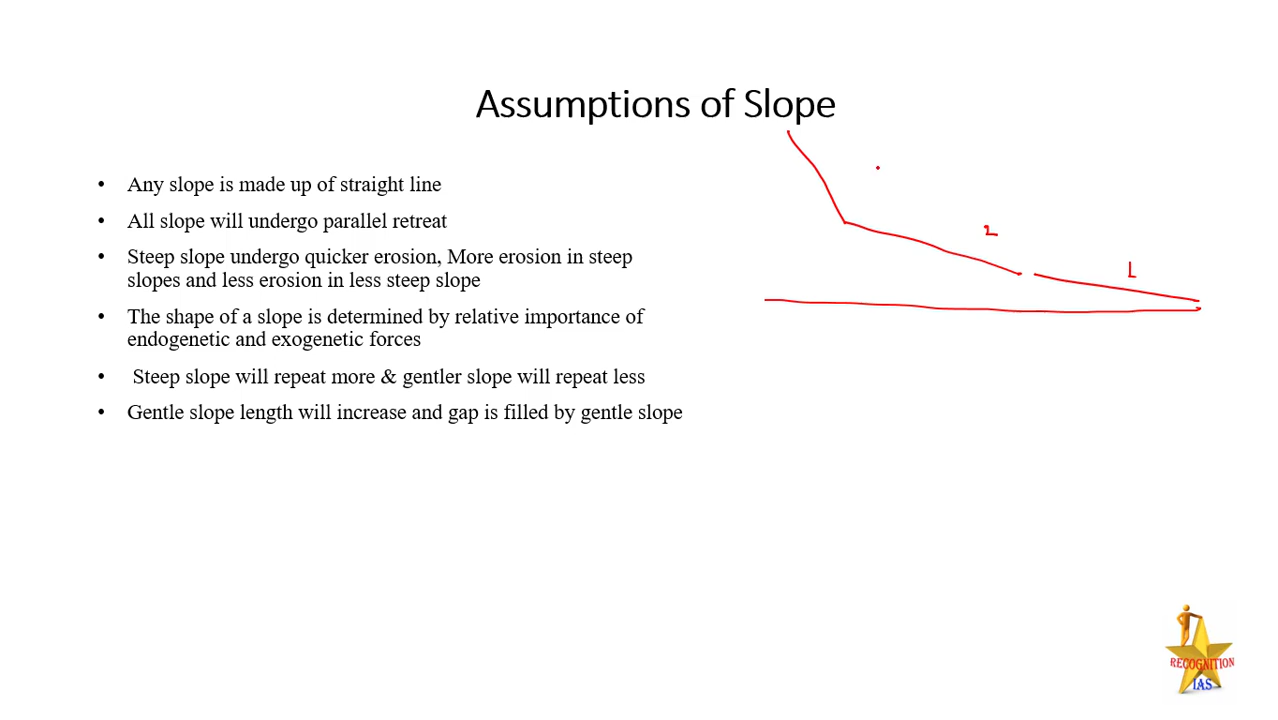 Assumptions of Slope
• Any slope is made up of straight line
• All slope will undergo parallel retreat
• Steep slope undergo quicker erosion, More erosion in steep
slopes and less erosion in less steep slope
• The shape of a slope is determined by relative importance of
endogenetic and exogenetic forces
• Steep slope will repeat more & gentler slope will repeat less
• Gentle slope length will increase and gap is filled by gentle slope
2
1
RECOGNITION
IAS